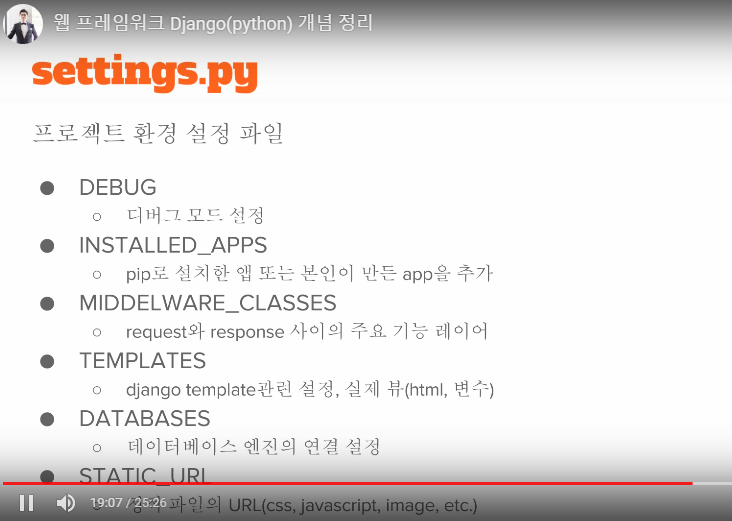 웹 프레임워크 Django(python) 개념 정리
settings.py
프로젝트 환경 설정 파일
● DEBUG
○ 디버그 모드 설정
● INSTALLED_APPS
○ pip로 설치한 앱 또는 본인이 만든 app을 추가
● MIDDELWARE_CLASSES
○ request와 response 사이의 주요 기능 레이어
● TEMPLATES
○ django template관련 설정, 실제 뷰(html, 변수)
● DATABASES
○ 데이터베이스 엔진의 연결 설정
● STATIC_URL
파일의 URL(css, javascript, image, etc.)
19:07 / 25:26